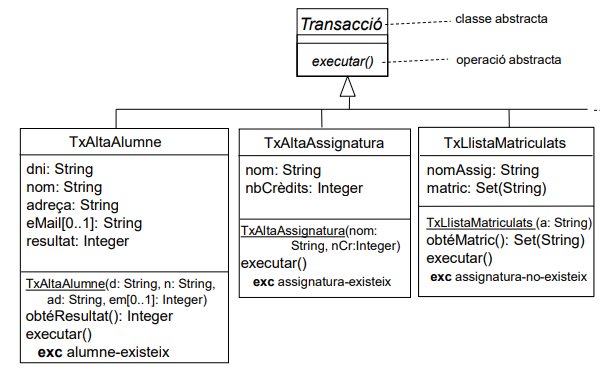 Transacció
classe abstracta
executar()
operació abstracta
TxAltaAlumne
dni: String
nom: String
adreça: String
eMail[0..1]: String
resultat: Integer
TxAltaAlumne(d: String, n: String,
ad: String, em[0..1]: Integer)
obtéResultat(): Integer
executar()
exc alumne-existeix
TxAltaAssignatura
nom: String
nbCrèdits: Integer
TxAltaAssignatura(nom:
String, nCr:Integer)
executar()
exc assignatura-existeix
TxLlistaMatriculats
nomAssig: String
matric: Set(String)
TxLlistaMatriculats (a: String)
obtéMatric(): Set(String)
executar()
exc assignatura-no-existeix